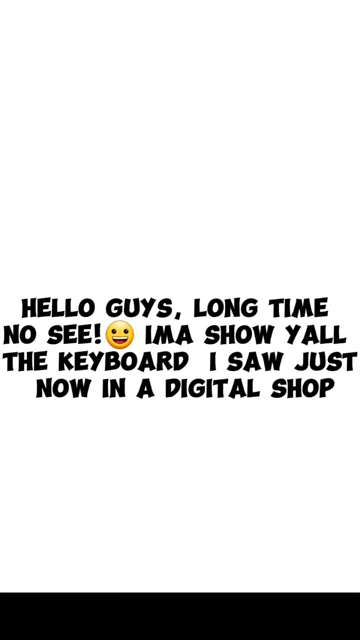 HELLO GUYS, LONG TIME
NO SEE!😀 IMA SHOW YALL
THE KEYBOARD  I SAW JUST
NOW IN A DIGITAL SHOP